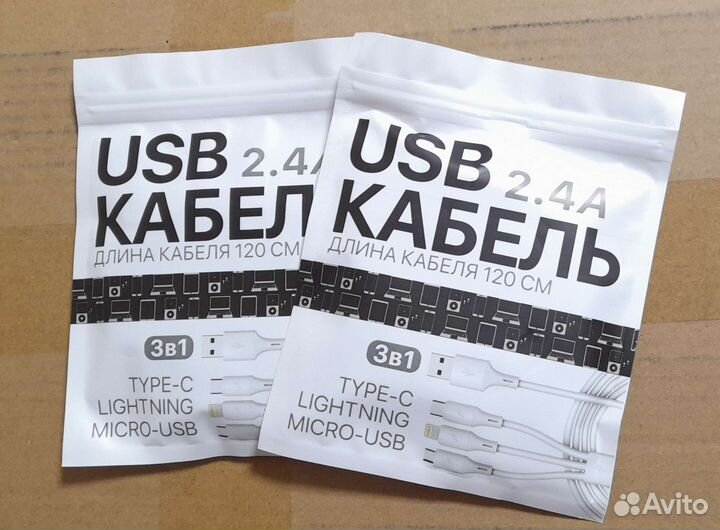 USB 2.4A
КАБЕЛ
ДЛИНА КАБЕЛЯ 120 СМ
3в1
TYPE-C
LIGHTNING
MICRO-USB
USB 2.4A
КАБЕЛЬ
ДЛИНА КАБЕЛЯ 120 СМ
3в1
TYPE-C
LIGHTNING
MICRO-USB
Avito